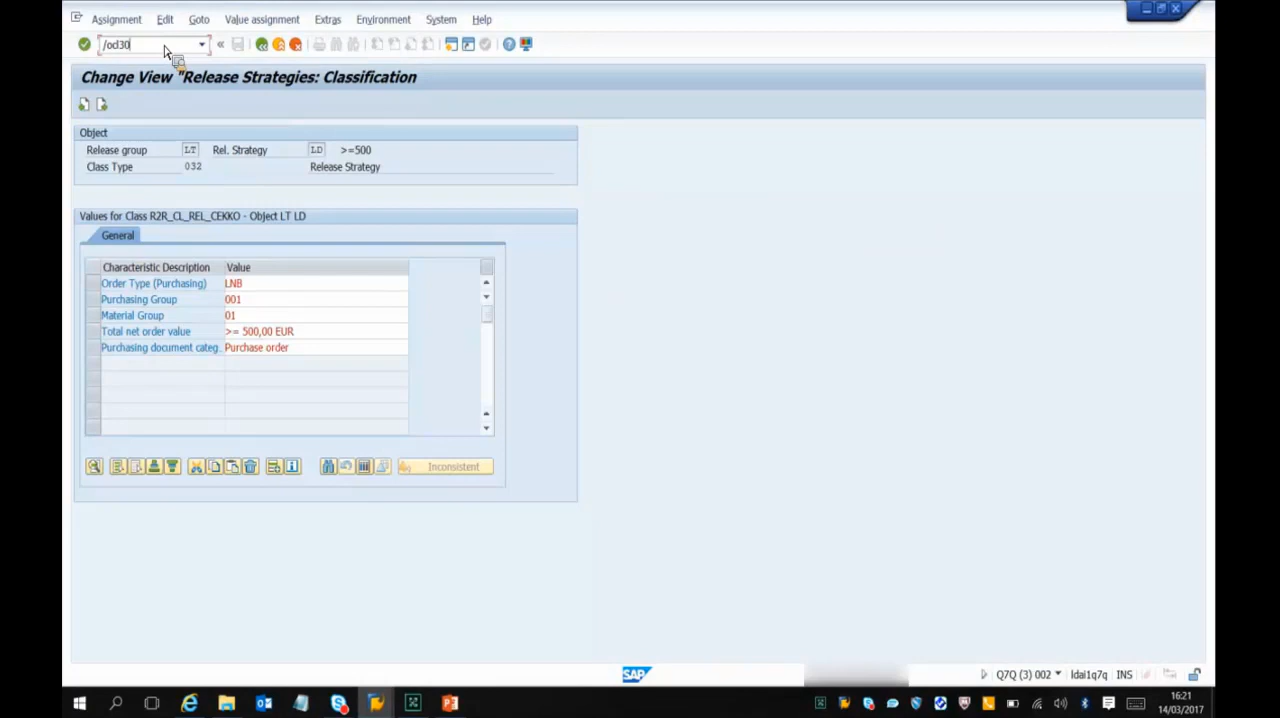 Assignment Edit Goto Value assignment Extras Environment System Help
/od30
Change View "Release Strategies: Classification
Object
Release group LT Rel. Strategy LD >=500
Class Type 032 Release Strategy
Values for Class R2R_CL_REL_CEKKO - Object LT LD
General
Characteristic Description Value
Order Type (Purchasing) LNB
Purchasing Group 001
Material Group 01
Total net order value >= 500,00 EUR
Purchasing document categ.. Purchase order
Inconsistent
SAP
Q7Q (3) 002 ldai1q7q INS
16:21
14/03/2017